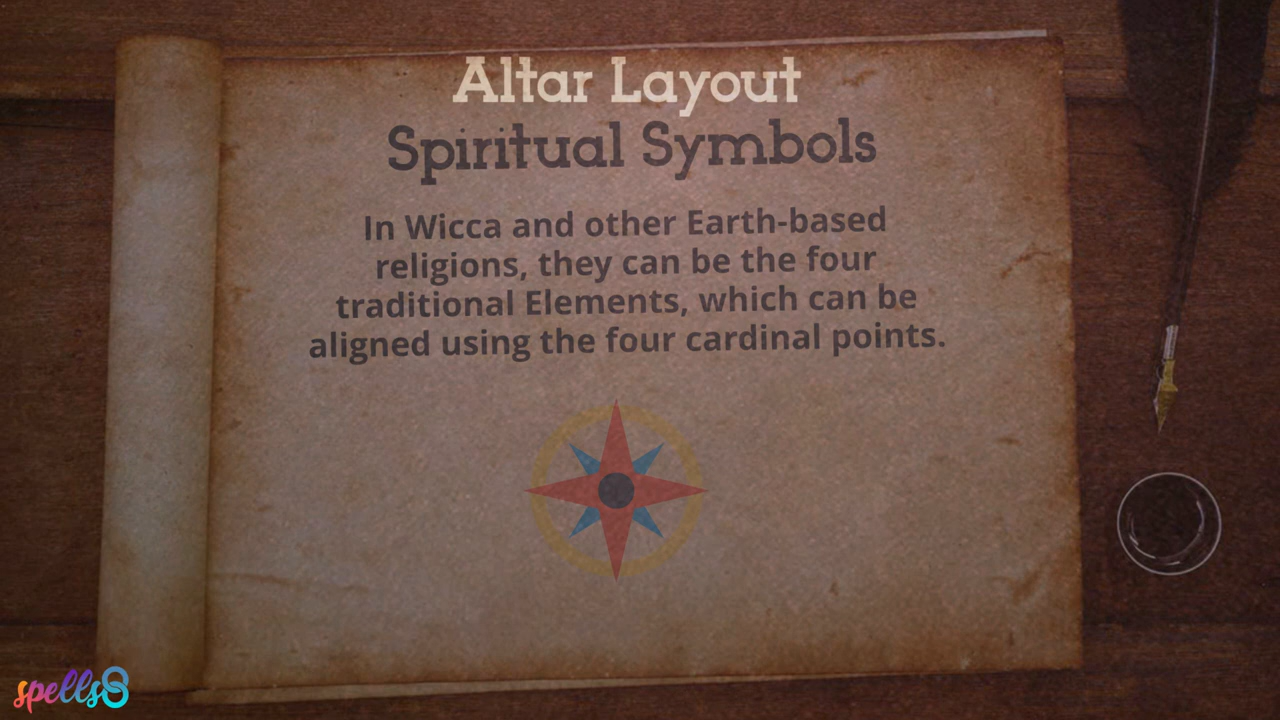 Altar Layout
Spiritual Symbols
In Wicca and other Earth-based
religions, they can be the four
traditional Elements, which can be
aligned using the four cardinal points.
spells8